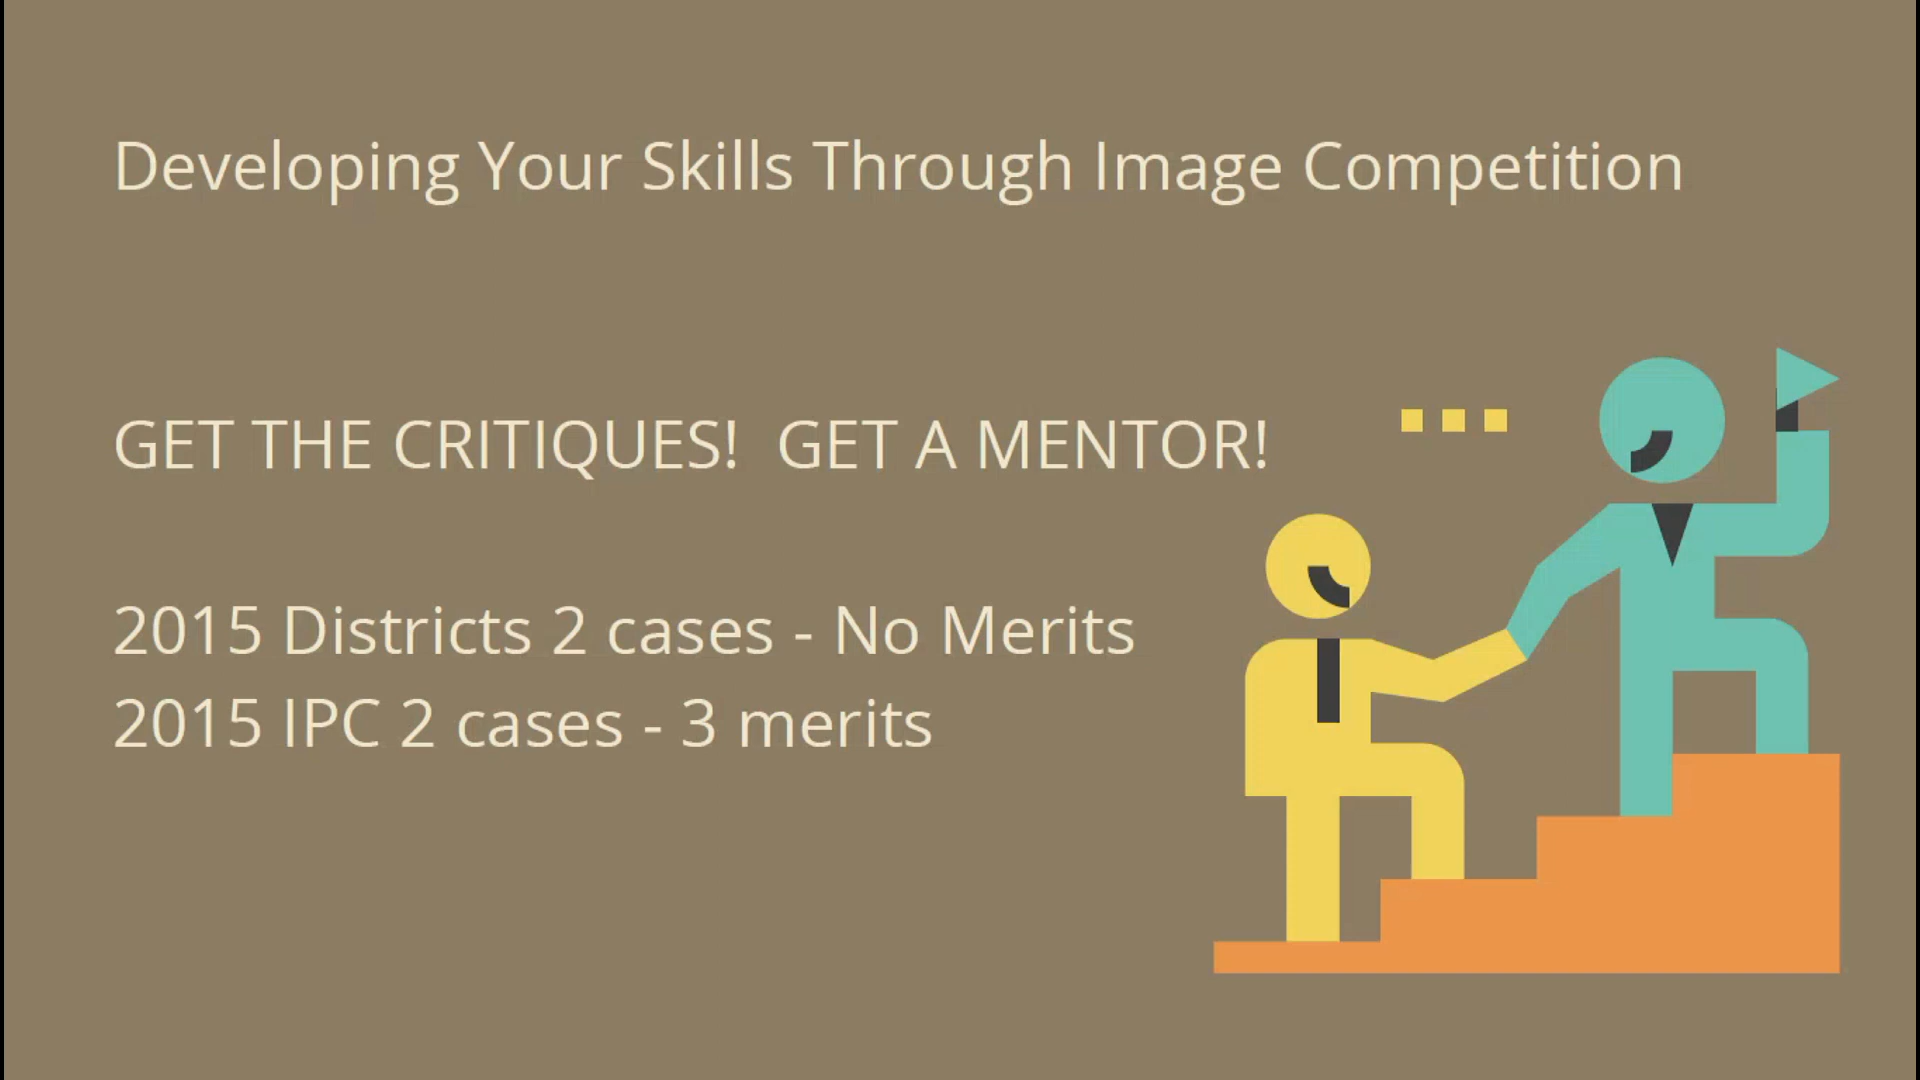 Developing Your Skills Through Image Competition
GET THE CRITIQUES!  GET A MENTOR!
2015 Districts 2 cases - No Merits
2015 IPC 2 cases - 3 merits